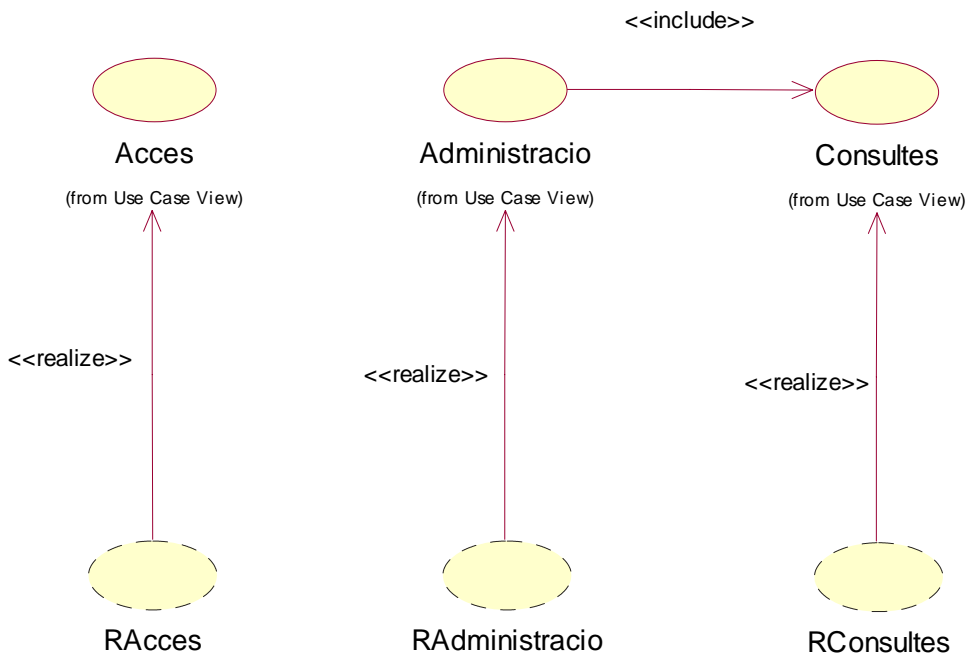 <<include>>
Acces
Administracio
Consultes
(from Use Case View)
(from Use Case View)
(from Use Case View)
<<realize>>
<<realize>>
<<realize>>
RAcces
RAdministracio
RConsultes